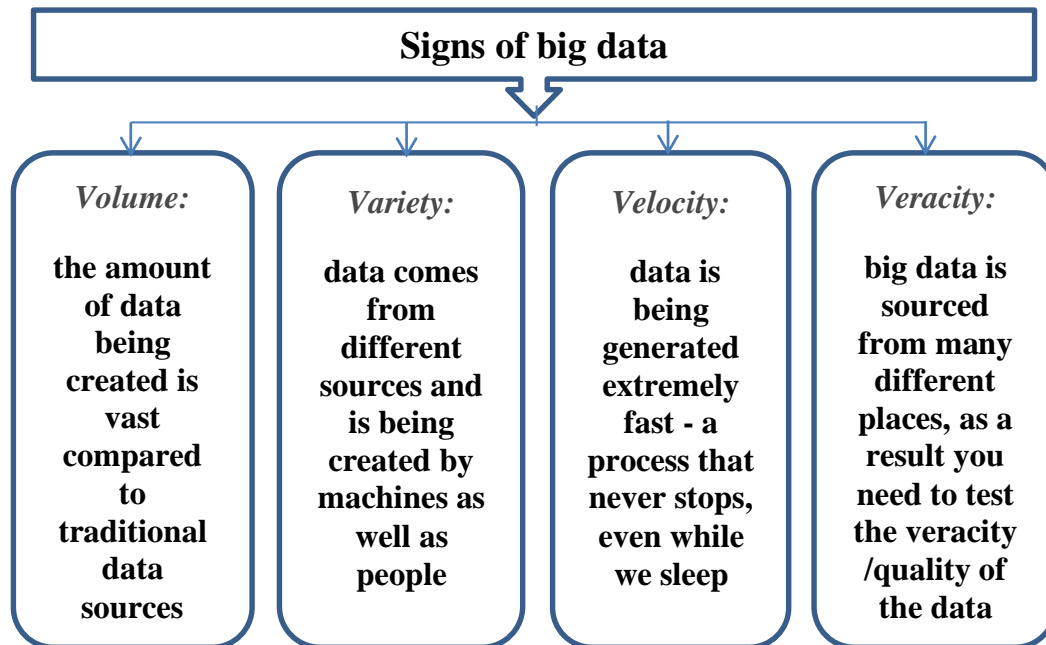 Signs of big data
Volume:
the amount
of data
being
created is
vast
compared
to
traditional
data
sources
Variety:
data comes
from
different
sources and
is being
created by
machines as
well as
people
Velocity:
data is
being
generated
extremely
fast - a
process that
never stops,
even while
we sleep
Veracity:
big data is
sourced
from many
different
places, as a
result you
need to test
the veracity
/quality of
the data